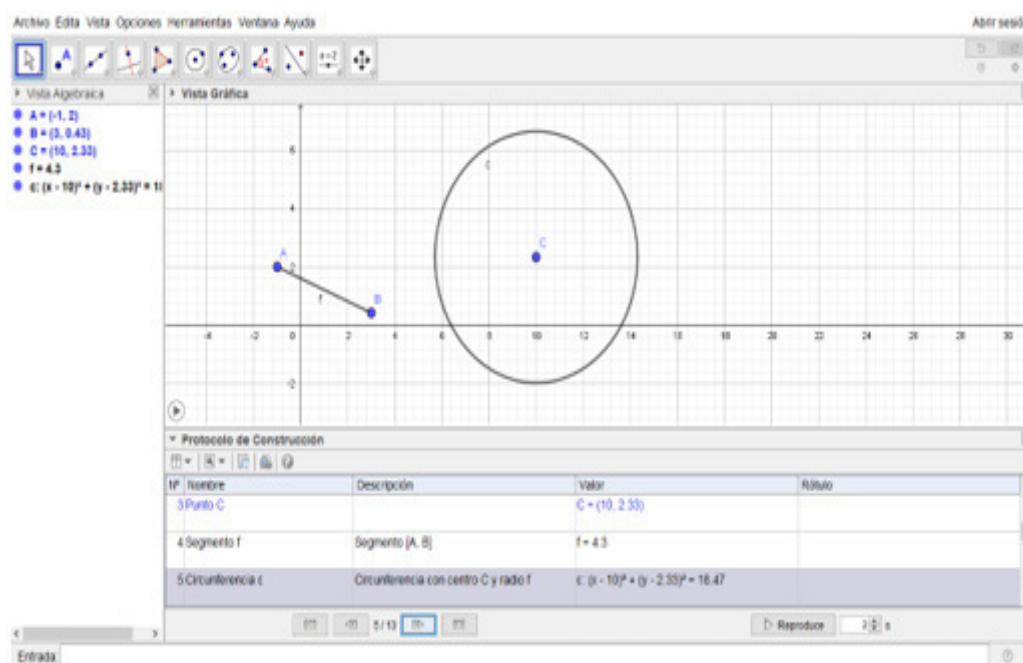 Archivo Edita Vista Opciones Herramientas Ventana Ayuda
Abrir sesió
A
a=2
Vista Algebraica
Vista Gráfica
A = (-1, 2)
B = (3, 0.43)
C = (10, 2.33)
f = 4.3
c: (x - 10)² + (y - 2.33)² = 18
6
c
4
C
A
2
f
B
-4 -2 0 2 4 6 8 10 12 14 16 18 20 22 24 26 28 30
-2
Protocolo de Construcción
Nº Nombre Descripción Valor Rótulo
3 Punto C C = (10, 2.33)
4 Segmento f Segmento [A, B] f = 4.3
5 Circunferencia c Circunferencia con centro C y radio f c: (x - 10)² + (y - 2.33)² = 18.47
5 / 13 Reproduce 2 s
Entrada: